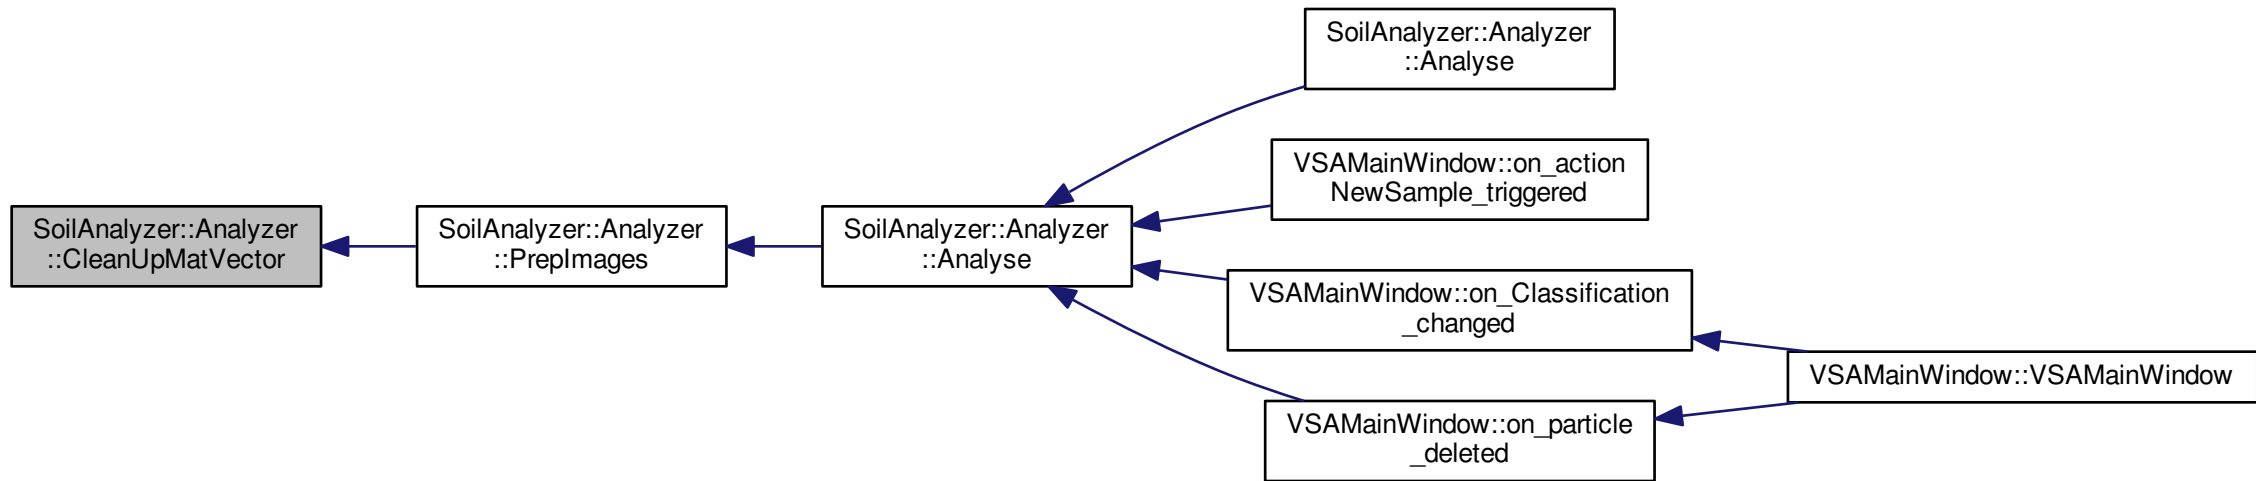 SoilAnalyzer::Analyzer
::CleanUpMatVector
SoilAnalyzer::Analyzer
::PrepImages
SoilAnalyzer::Analyzer
::Analyse
SoilAnalyzer::Analyzer
::Analyse
VSAMainWindow::on_action
NewSample_triggered
VSAMainWindow::on_Classification
_changed
VSAMainWindow::on_particle
_deleted
VSAMainWindow::VSAMainWindow